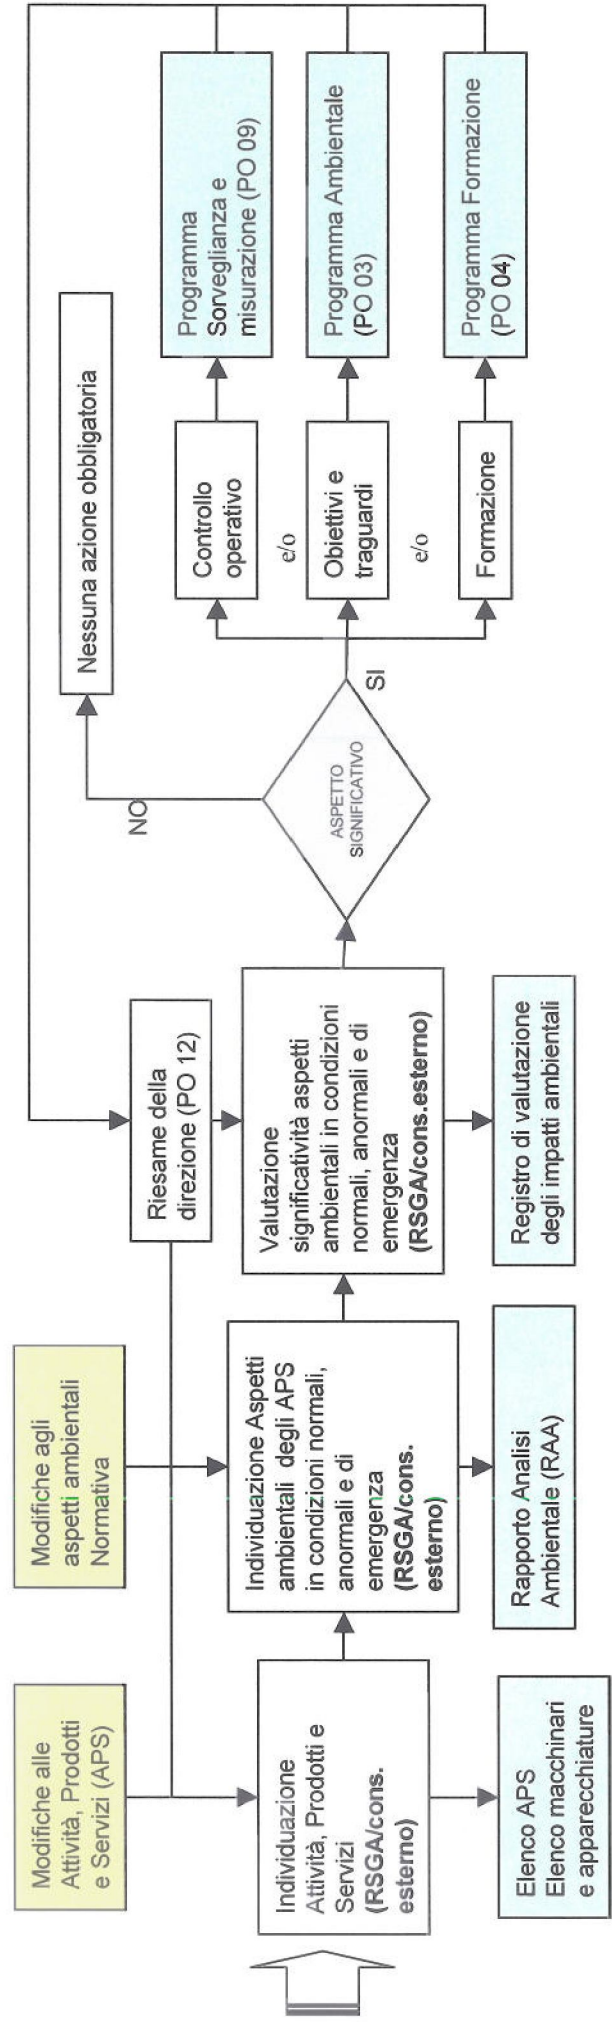 Modifiche alle
Attività, Prodotti
e Servizi (APS)
Modifiche agli
aspetti ambientali
Normativa
Riesame della
direzione (PO 12)
Individuazione
Attività, Prodotti e
Servizi
(RSGA/cons.
esterno)
Individuazione Aspetti
ambientali degli APS
in condizioni normali,
anormali e di
emergenza
(RSGA/cons.
esterno)
Valutazione
significatività aspetti
ambientali in condizioni
normali, anormali e di
emergenza
(RSGA/cons.esterno)
Elenco APS
Elenco macchinari
e apparecchiature
Rapporto Analisi
Ambientale (RAA)
Registro di valutazione
degli impatti ambientali
ASPETTO
SIGNIFICATIVO
NO
SI
Nessuna azione obbligatoria
Controllo
operativo
e/o
Obiettivi e
traguardi
e/o
Formazione
Programma
Sorveglianza e
misurazione (PO 09)
Programma Ambientale
(PO 03)
Programma Formazione
(PO 04)